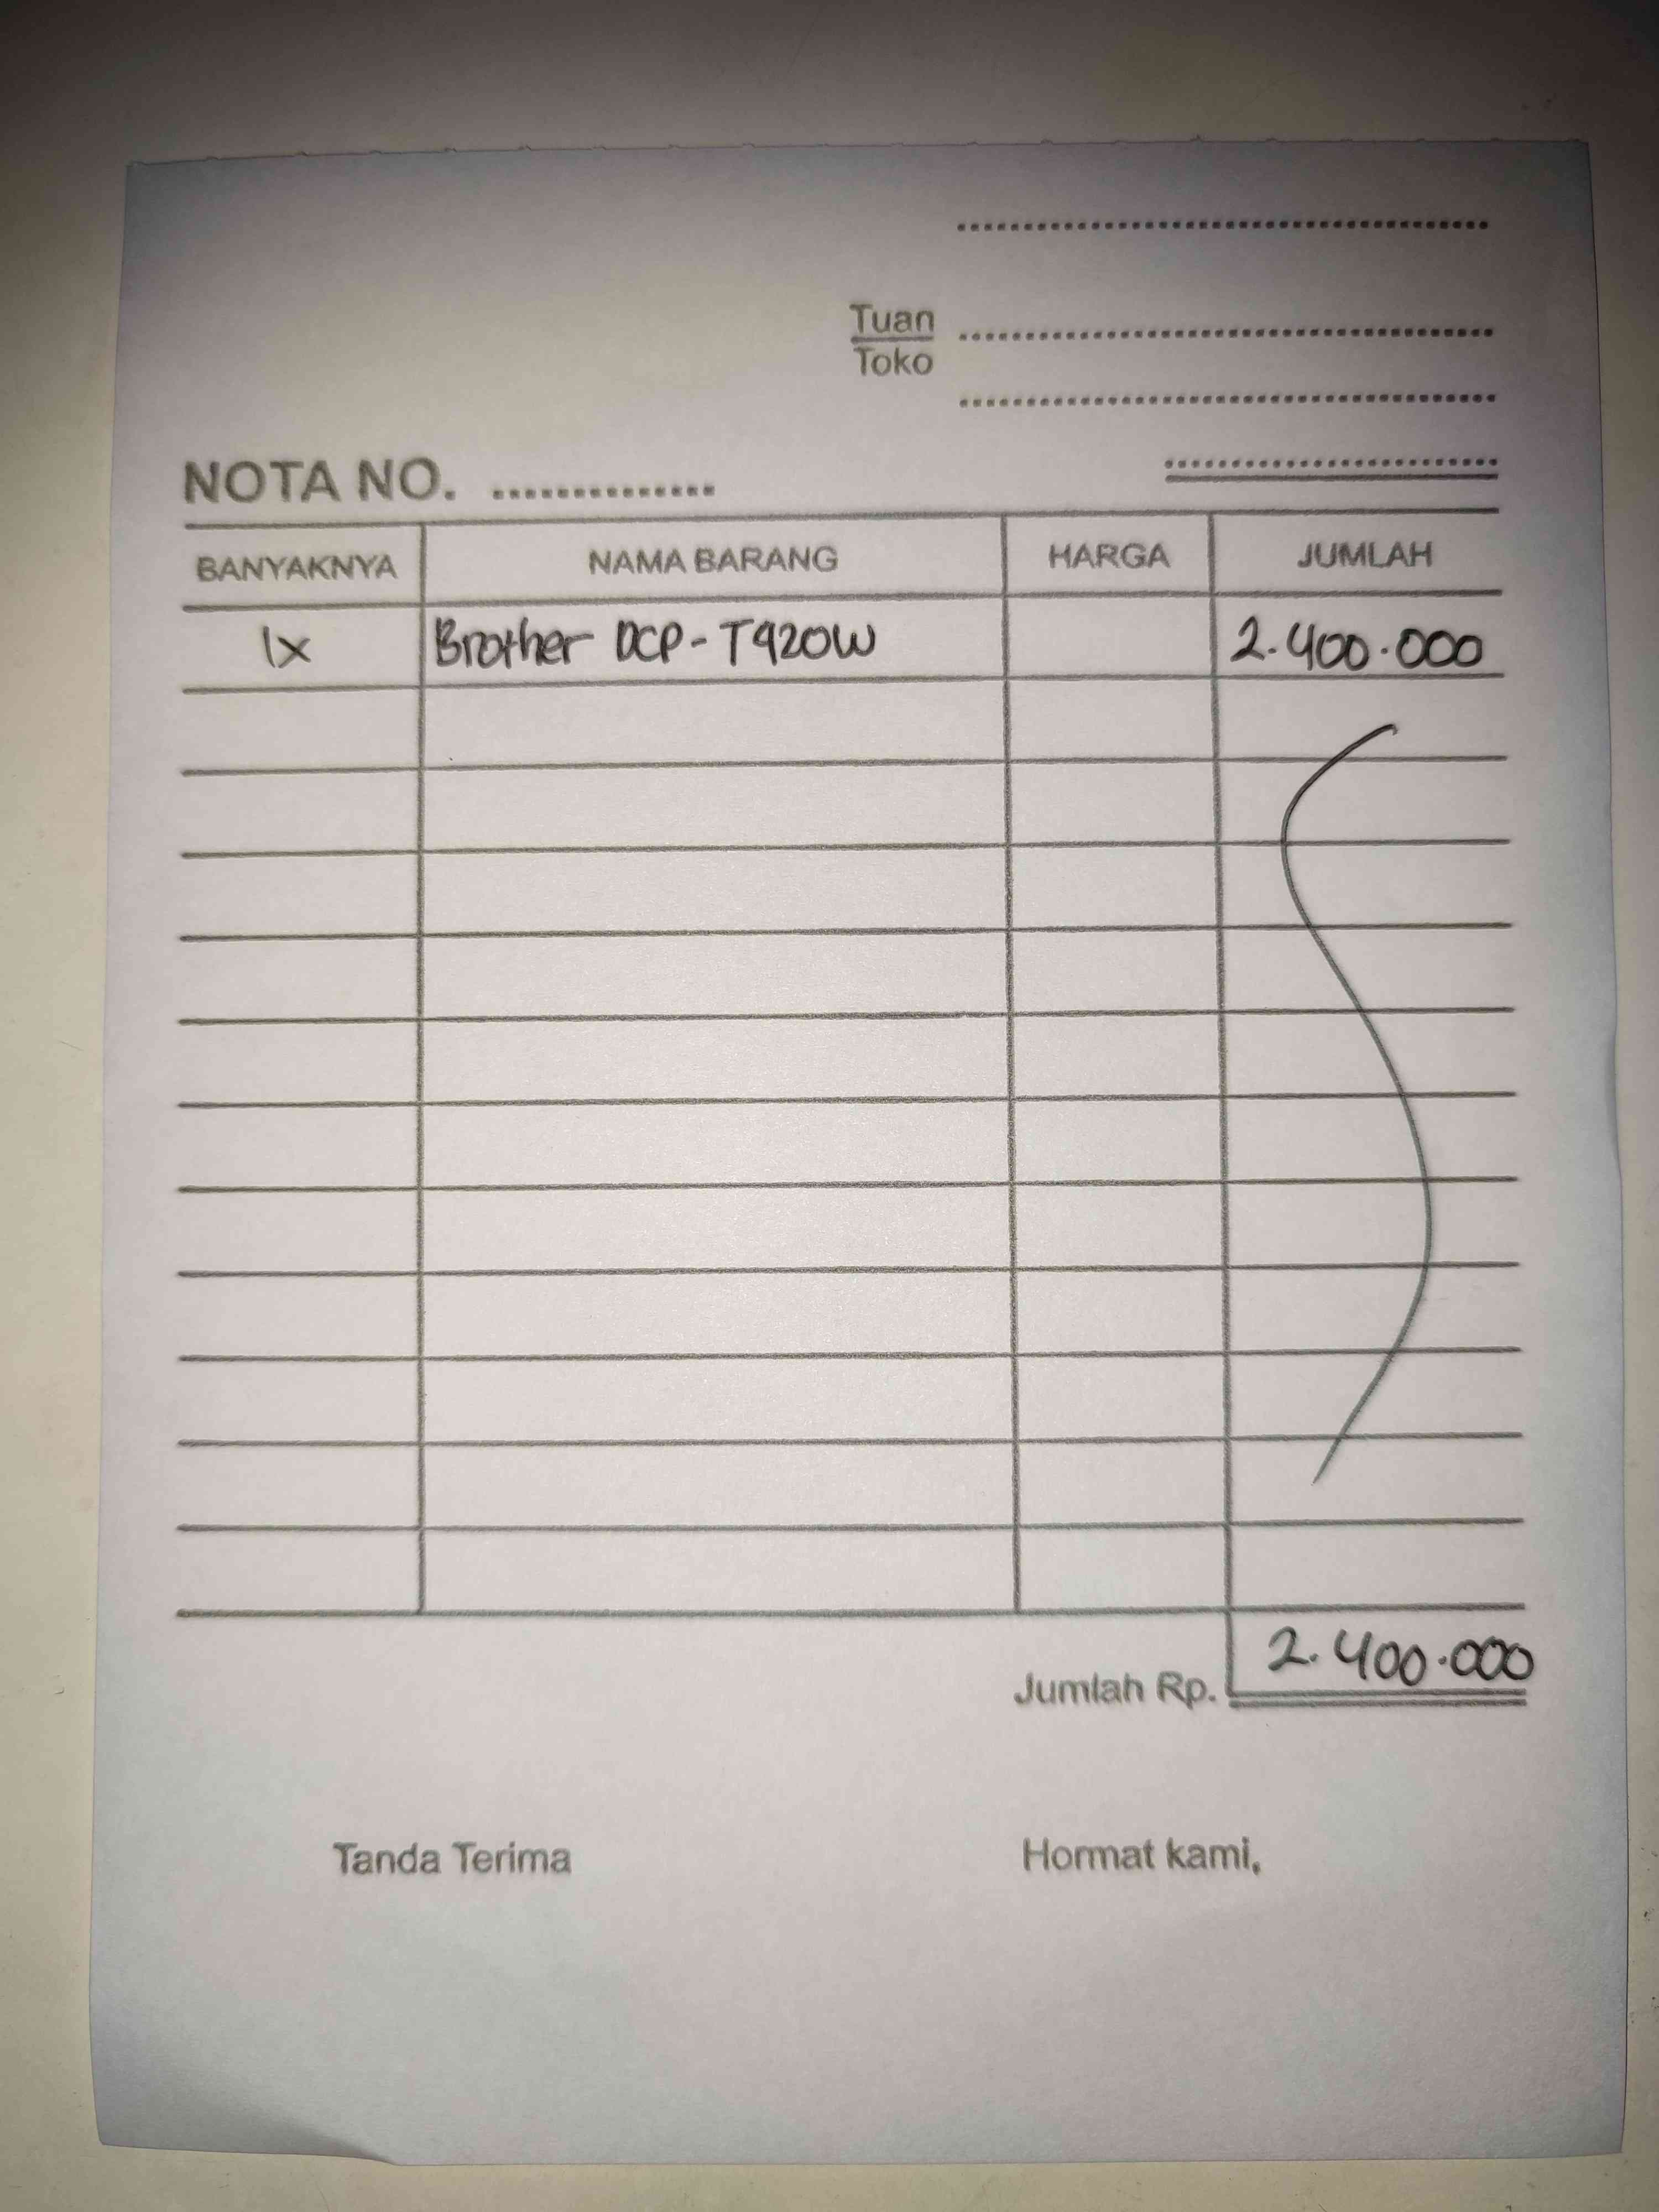 Tuan
Toko
NOTA NO.
BANYAKNYA NAMA BARANG HARGA JUMLAH
1x Brother DCP-T920W 2.400.000
Jumlah Rp. 2.400.000
Tanda Terima Hormat kami,